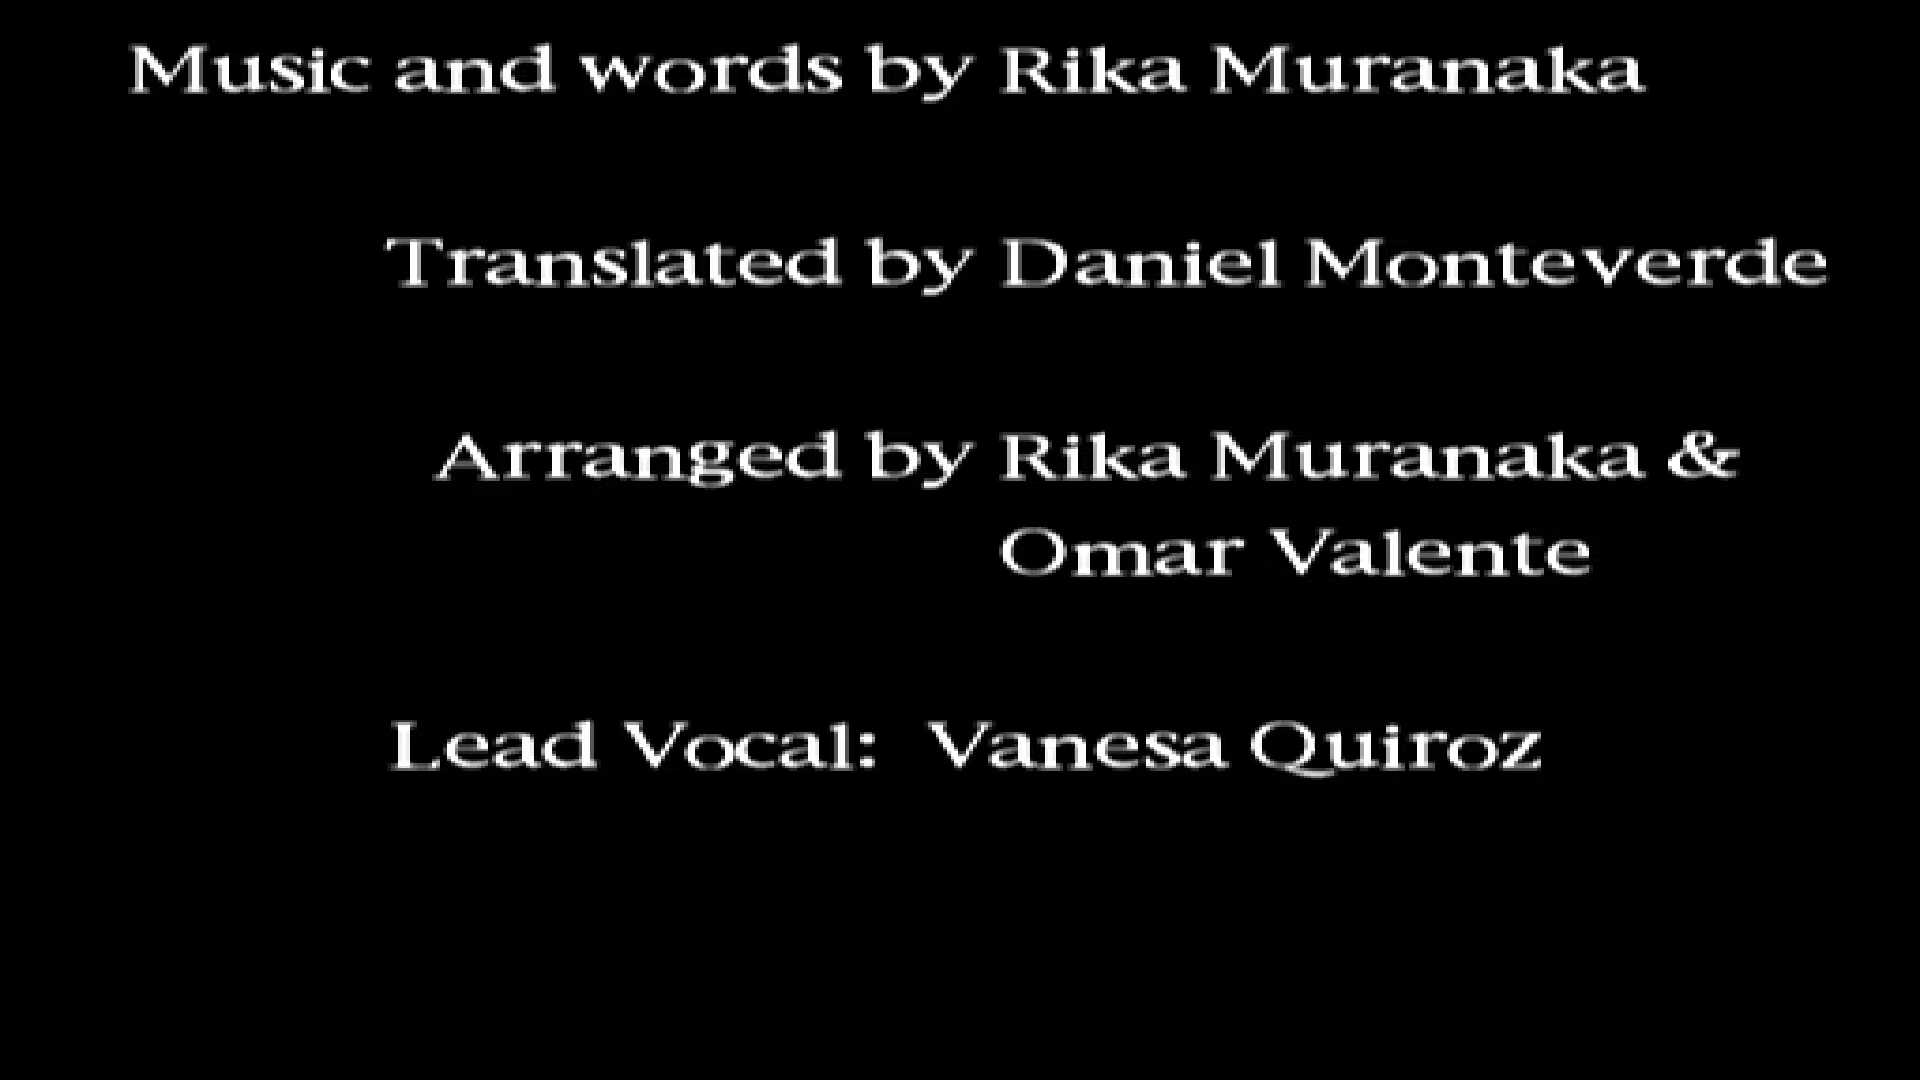 Music and words by Rika Muranaka
Translated by Daniel Monteverde
Arranged by Rika Muranaka &
Omar Valente
Lead Vocal: Vanesa Quiroz